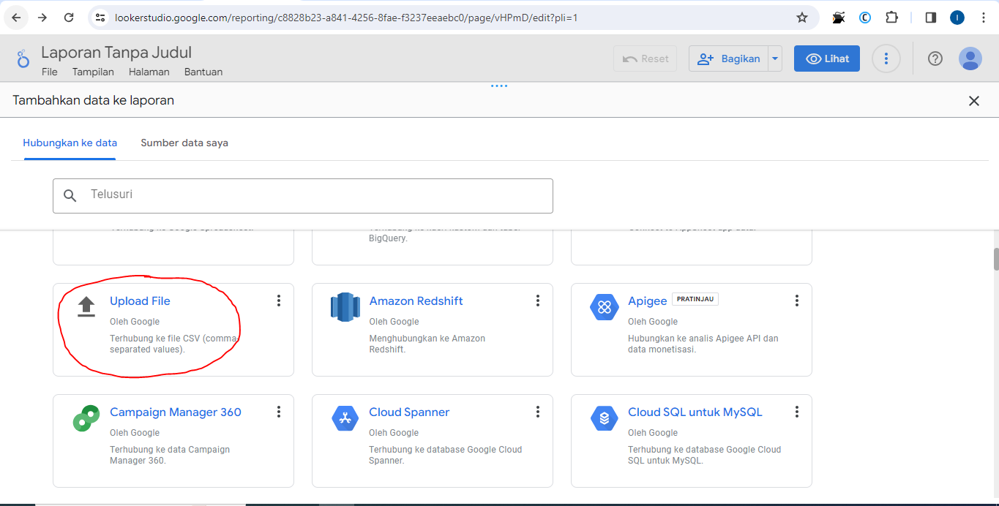 lookerstudio.google.com/reporting/c8828b23-a841-4256-8fae-f3237eeaebc0/page/vHPmD/edit?pli=1
C
I
Laporan Tanpa Judul
File Tampilan Halaman Bantuan
Reset
Bagikan
Lihat
Tambahkan data ke laporan
Hubungkan ke data
Sumber data saya
Telusuri
BigQuery.
Upload File
Oleh Google
Terhubung ke file CSV (comma-
separated values).
Amazon Redshift
Oleh Google
Menghubungkan ke Amazon
Redshift.
Apigee PRATINJAU
Oleh Google
Hubungkan ke analis Apigee API dan
data monetisasi.
Campaign Manager 360
Oleh Google
Terhubung ke data Campaign
Manager 360.
Cloud Spanner
Oleh Google
Terhubung ke database Google Cloud
Spanner.
Cloud SQL untuk MySQL
Oleh Google
Terhubung ke database Google Cloud
SQL untuk MySQL.